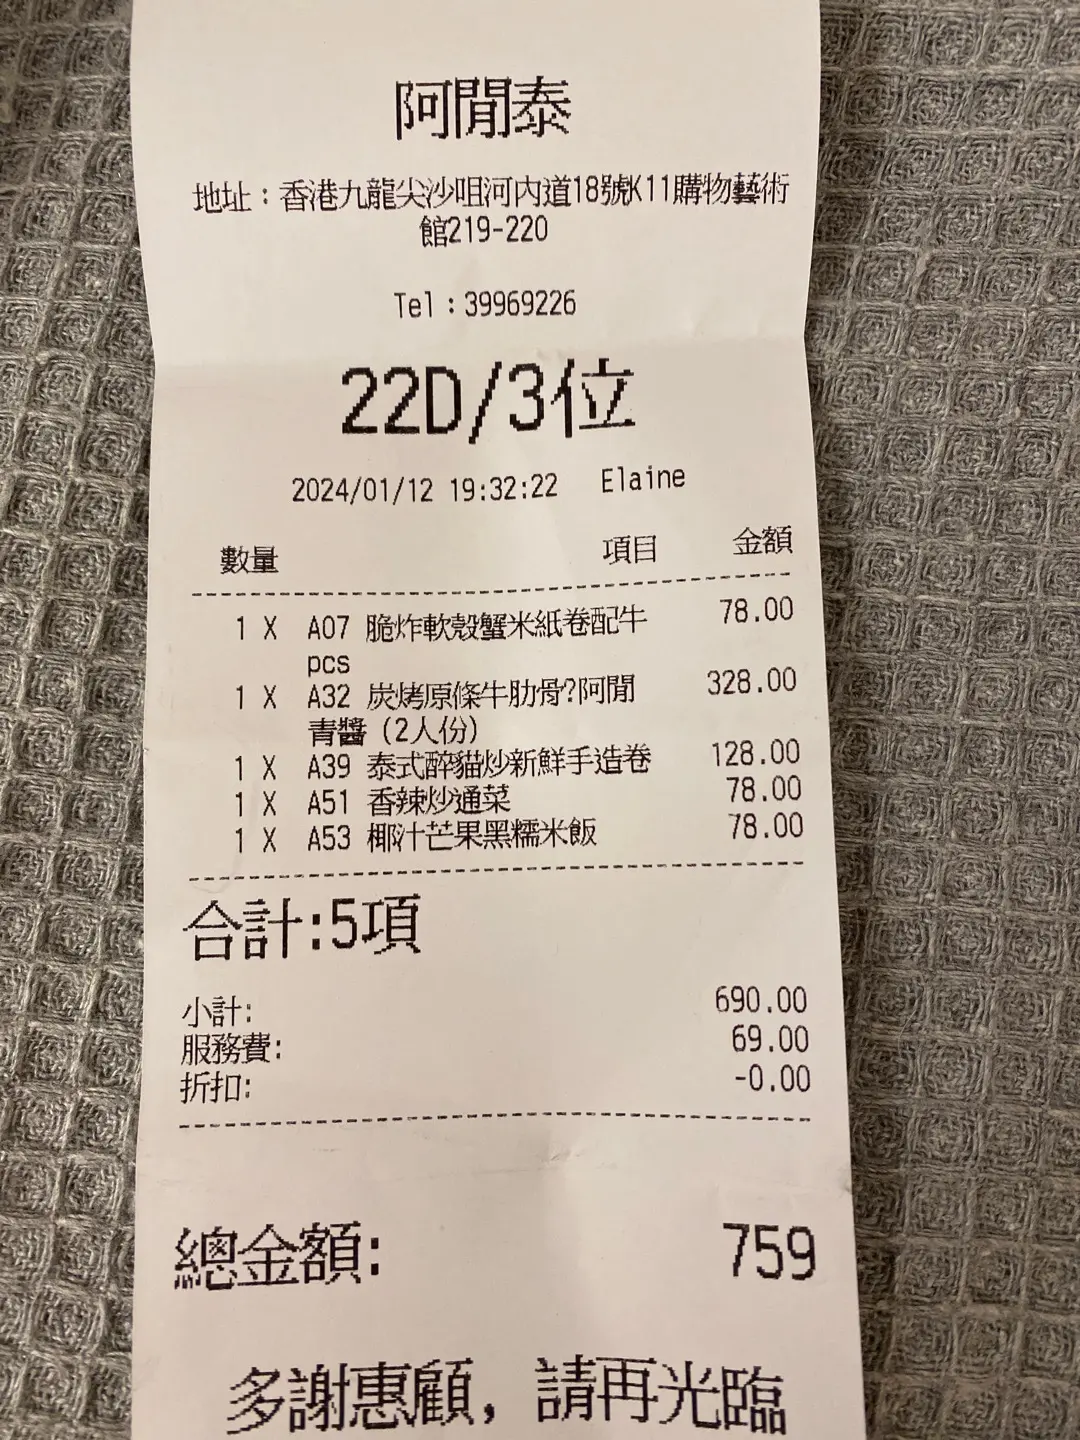 阿閒泰
地址：香港九龍尖沙咀河內道18號K11購物藝術
館219-220
Tel：39969226
22D/3位
2024/01/12 19:32:22 Elaine
數量 項目 金額
1 X A07 脆炸軟殼蟹米紙卷配牛 78.00
pcs
1 X A32 炭烤原條牛肋骨?阿閒 328.00
青醬（2人份）
1 X A39 泰式醉貓炒新鮮手造卷 128.00
1 X A51 香辣炒通菜 78.00
1 X A53 椰汁芒果黑糯米飯 78.00
合計:5項
小計: 690.00
服務費: 69.00
折扣: -0.00
總金額: 759
多謝惠顧，請再光臨